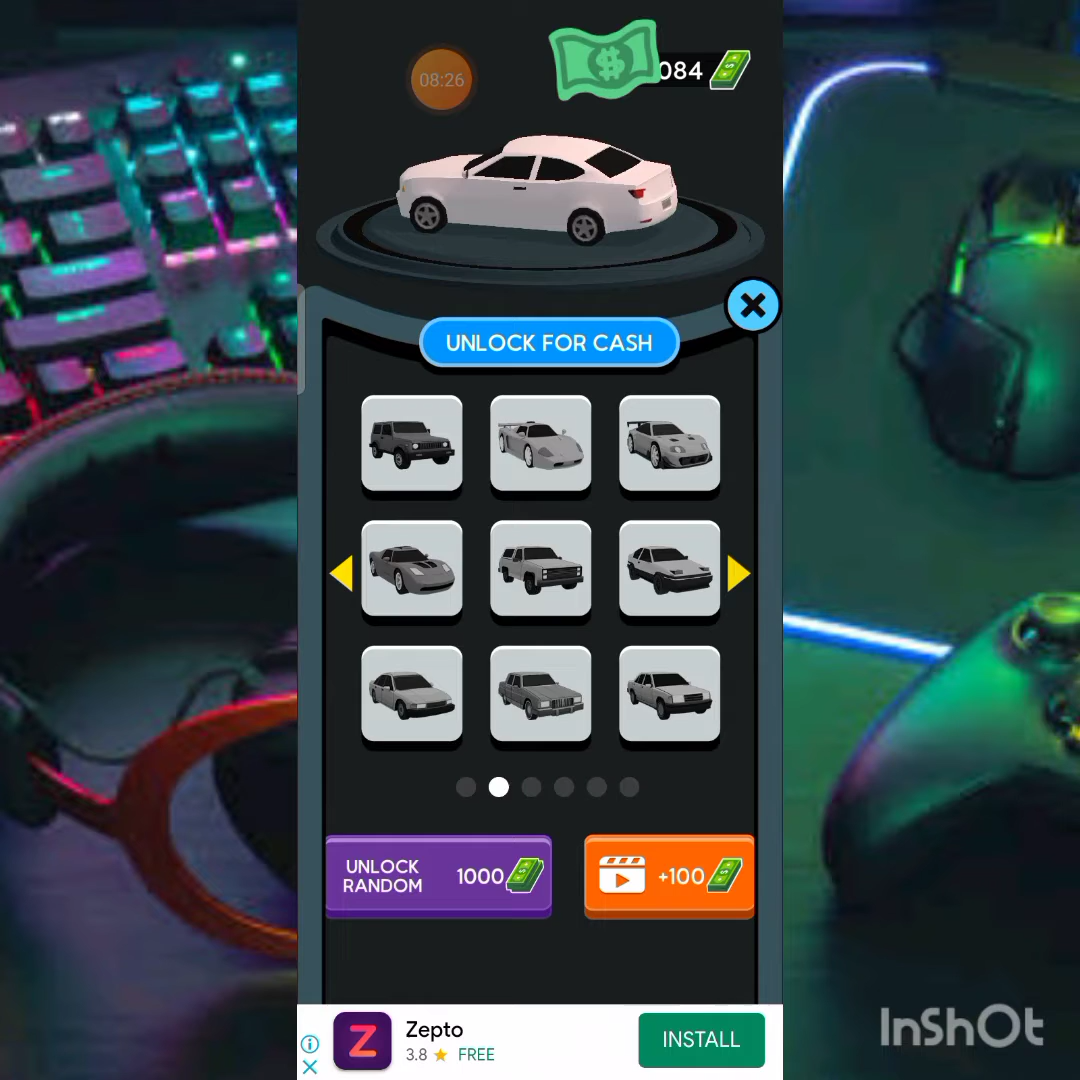 08:26
$
084
UNLOCK FOR CASH
UNLOCK
RANDOM
1000
+100
Z
Zepto
3.8 ★ FREE
INSTALL
InShOt